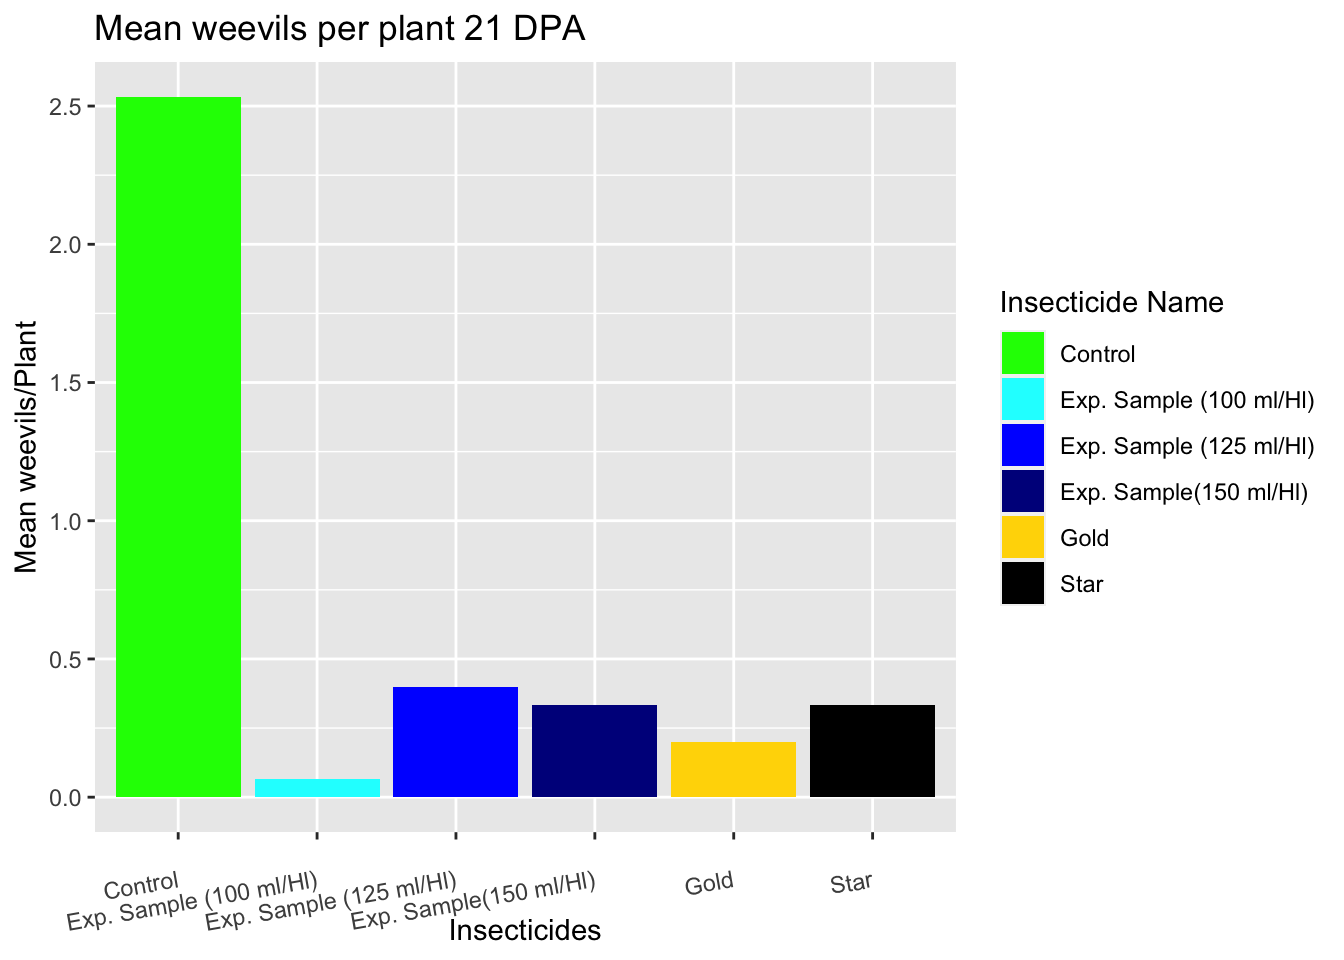 Mean weevils per plant 21 DPA
Mean weevils/Plant
2.5
2.0
1.5
1.0
0.5
0.0
Control
Exp. Sample (100 ml/Hl)
Exp. Sample (125 ml/Hl)
Exp. Sample(150 ml/Hl)
Gold
Star
Insecticides
Insecticide Name
Control
Exp. Sample (100 ml/Hl)
Exp. Sample (125 ml/Hl)
Exp. Sample(150 ml/Hl)
Gold
Star